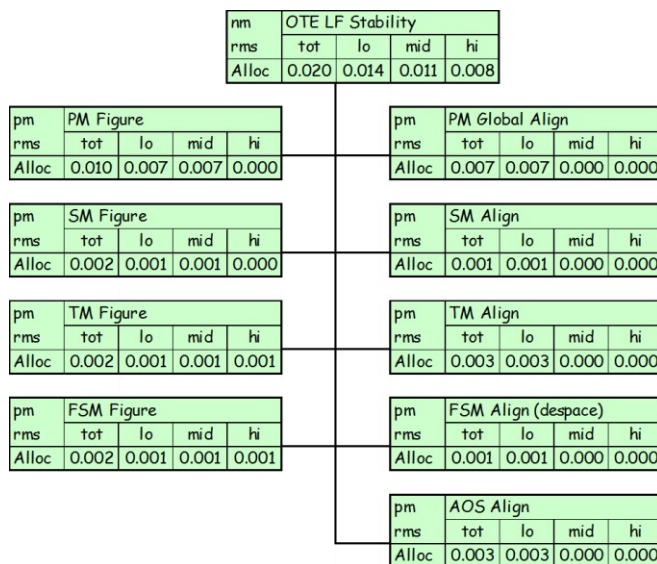 nm OTE LF Stability
rms tot lo mid hi
Alloc 0.020 0.014 0.011 0.008
pm PM Figure
rms tot lo mid hi
Alloc 0.010 0.007 0.007 0.000
pm PM Global Align
rms tot lo mid hi
Alloc 0.007 0.007 0.000 0.000
pm SM Figure
rms tot lo mid hi
Alloc 0.002 0.001 0.001 0.000
pm SM Align
rms tot lo mid hi
Alloc 0.001 0.001 0.000 0.000
pm TM Figure
rms tot lo mid hi
Alloc 0.002 0.001 0.001 0.001
pm TM Align
rms tot lo mid hi
Alloc 0.003 0.003 0.000 0.000
pm FSM Figure
rms tot lo mid hi
Alloc 0.002 0.001 0.001 0.001
pm FSM Align (despace)
rms tot lo mid hi
Alloc 0.001 0.001 0.000 0.000
pm AOS Align
rms tot lo mid hi
Alloc 0.003 0.003 0.000 0.000